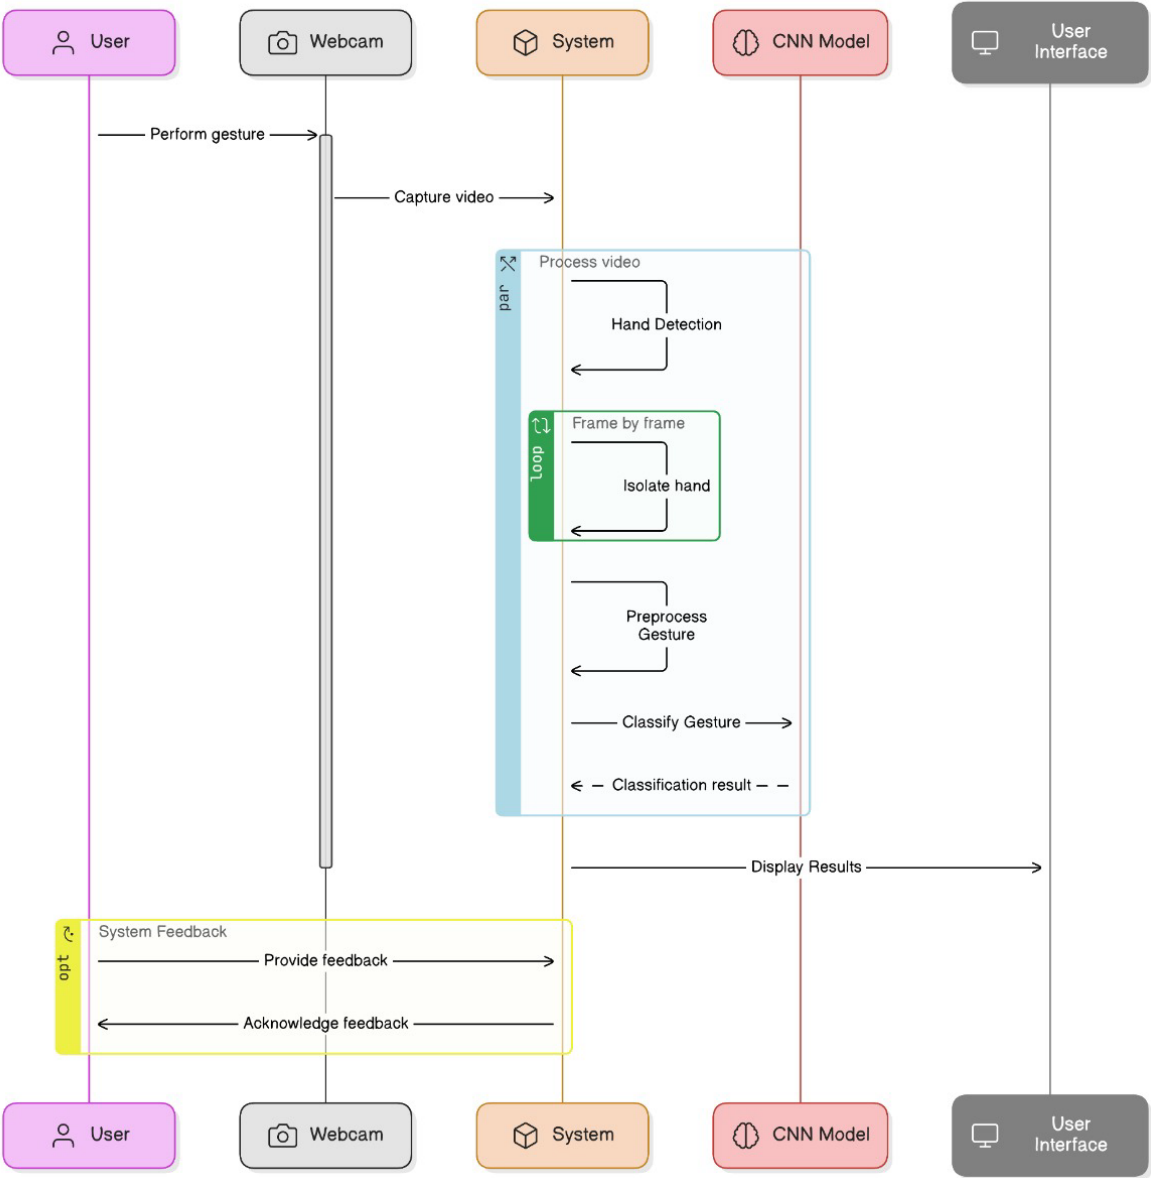 User
Webcam
System
CNN Model
User
Interface
Perform gesture
Capture video
par
Process video
Hand Detection
loop
Frame by frame
Isolate hand
Preprocess
Gesture
Classify Gesture
Classification result
Display Results
opt
System Feedback
Provide feedback
Acknowledge feedback
User
Webcam
System
CNN Model
User
Interface